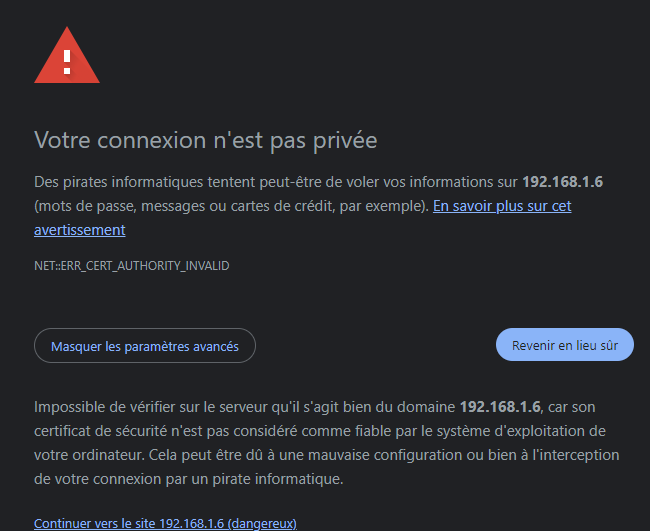 Votre connexion n'est pas privée
Des pirates informatiques tentent peut-être de voler vos informations sur 192.168.1.6
(mots de passe, messages ou cartes de crédit, par exemple). En savoir plus sur cet
avertissement
NET::ERR_CERT_AUTHORITY_INVALID
Masquer les paramètres avancés
Revenir en lieu sûr
Impossible de vérifier sur le serveur qu'il s'agit bien du domaine 192.168.1.6, car son
certificat de sécurité n'est pas considéré comme fiable par le système d'exploitation de
votre ordinateur. Cela peut être dû à une mauvaise configuration ou bien à l'interception
de votre connexion par un pirate informatique.
Continuer vers le site 192.168.1.6 (dangereux)